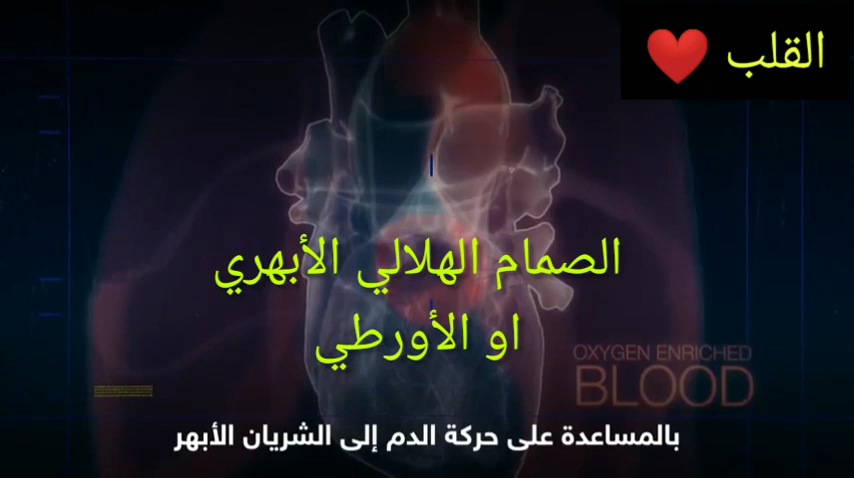 القلب ❤️
الصمام الهلالي الأبهري
او الأورطي
OXYGEN ENRICHED
BLOOD
بالمساعدة على حركة الدم إلى الشريان الأبهر